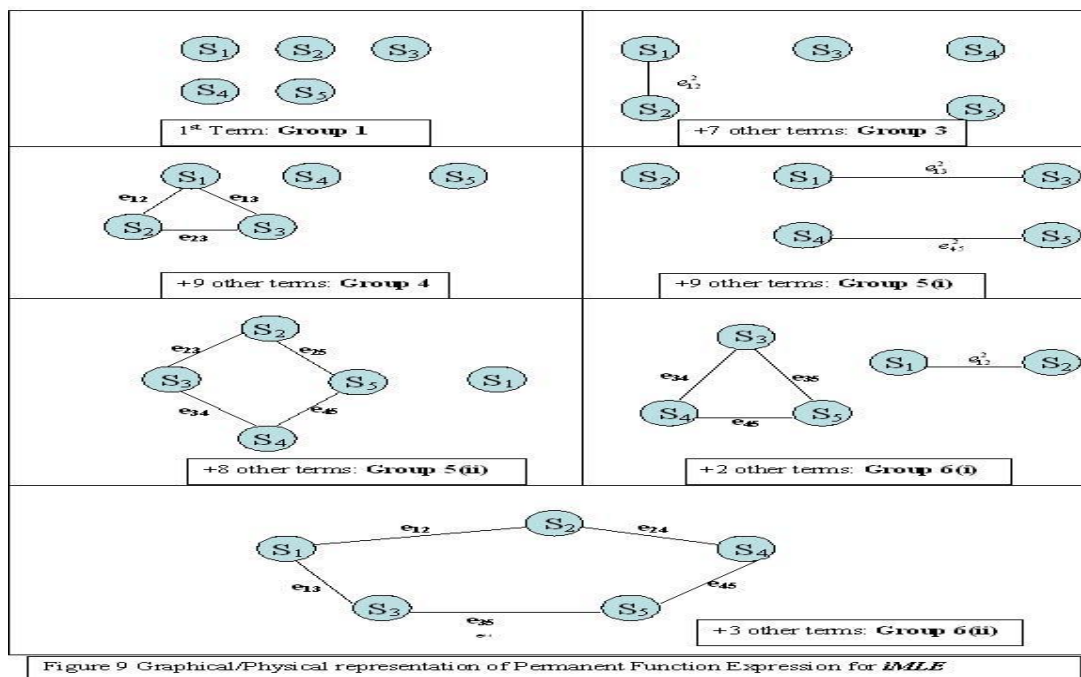 S1 S2 S3
S4 S5
1st Term: Group 1
S1 S3 S4
e²12
S2 S5
+7 other terms: Group 3
S1 S4 S5
e12 e13
S2 S3
e23
+9 other terms: Group 4
S2 S1 e²13 S3
S4 e²45 S5
+9 other terms: Group 5(i)
S2
e23 e25
S3 S5 S1
e34 e45
S4
+8 other terms: Group 5(ii)
S3
S1 e²12 S2
e34 e35
S4 S5
e45
+2 other terms: Group 6(i)
e12 S2 e24
S1 S4
e13 e45
S3 S5
e35
+3 other terms: Group 6(ii)
Figure 9 Graphical/Physical representation of Permanent Function Expression for iMLE